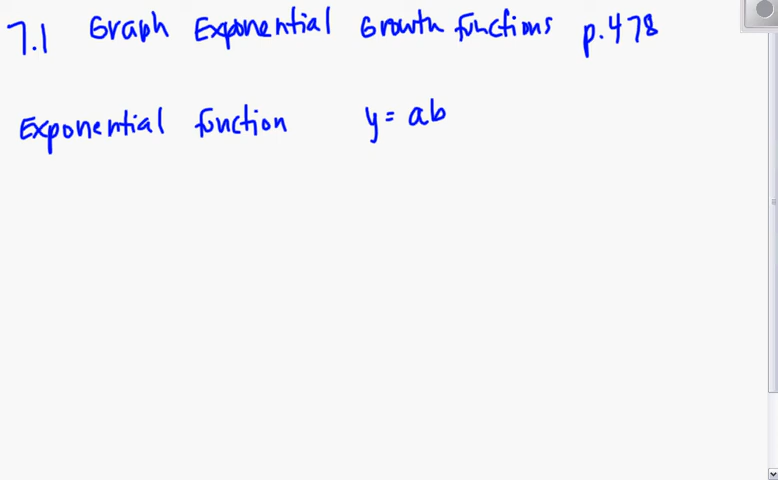 7.1 Graph Exponential Growth functions p.478
Exponential function y = ab